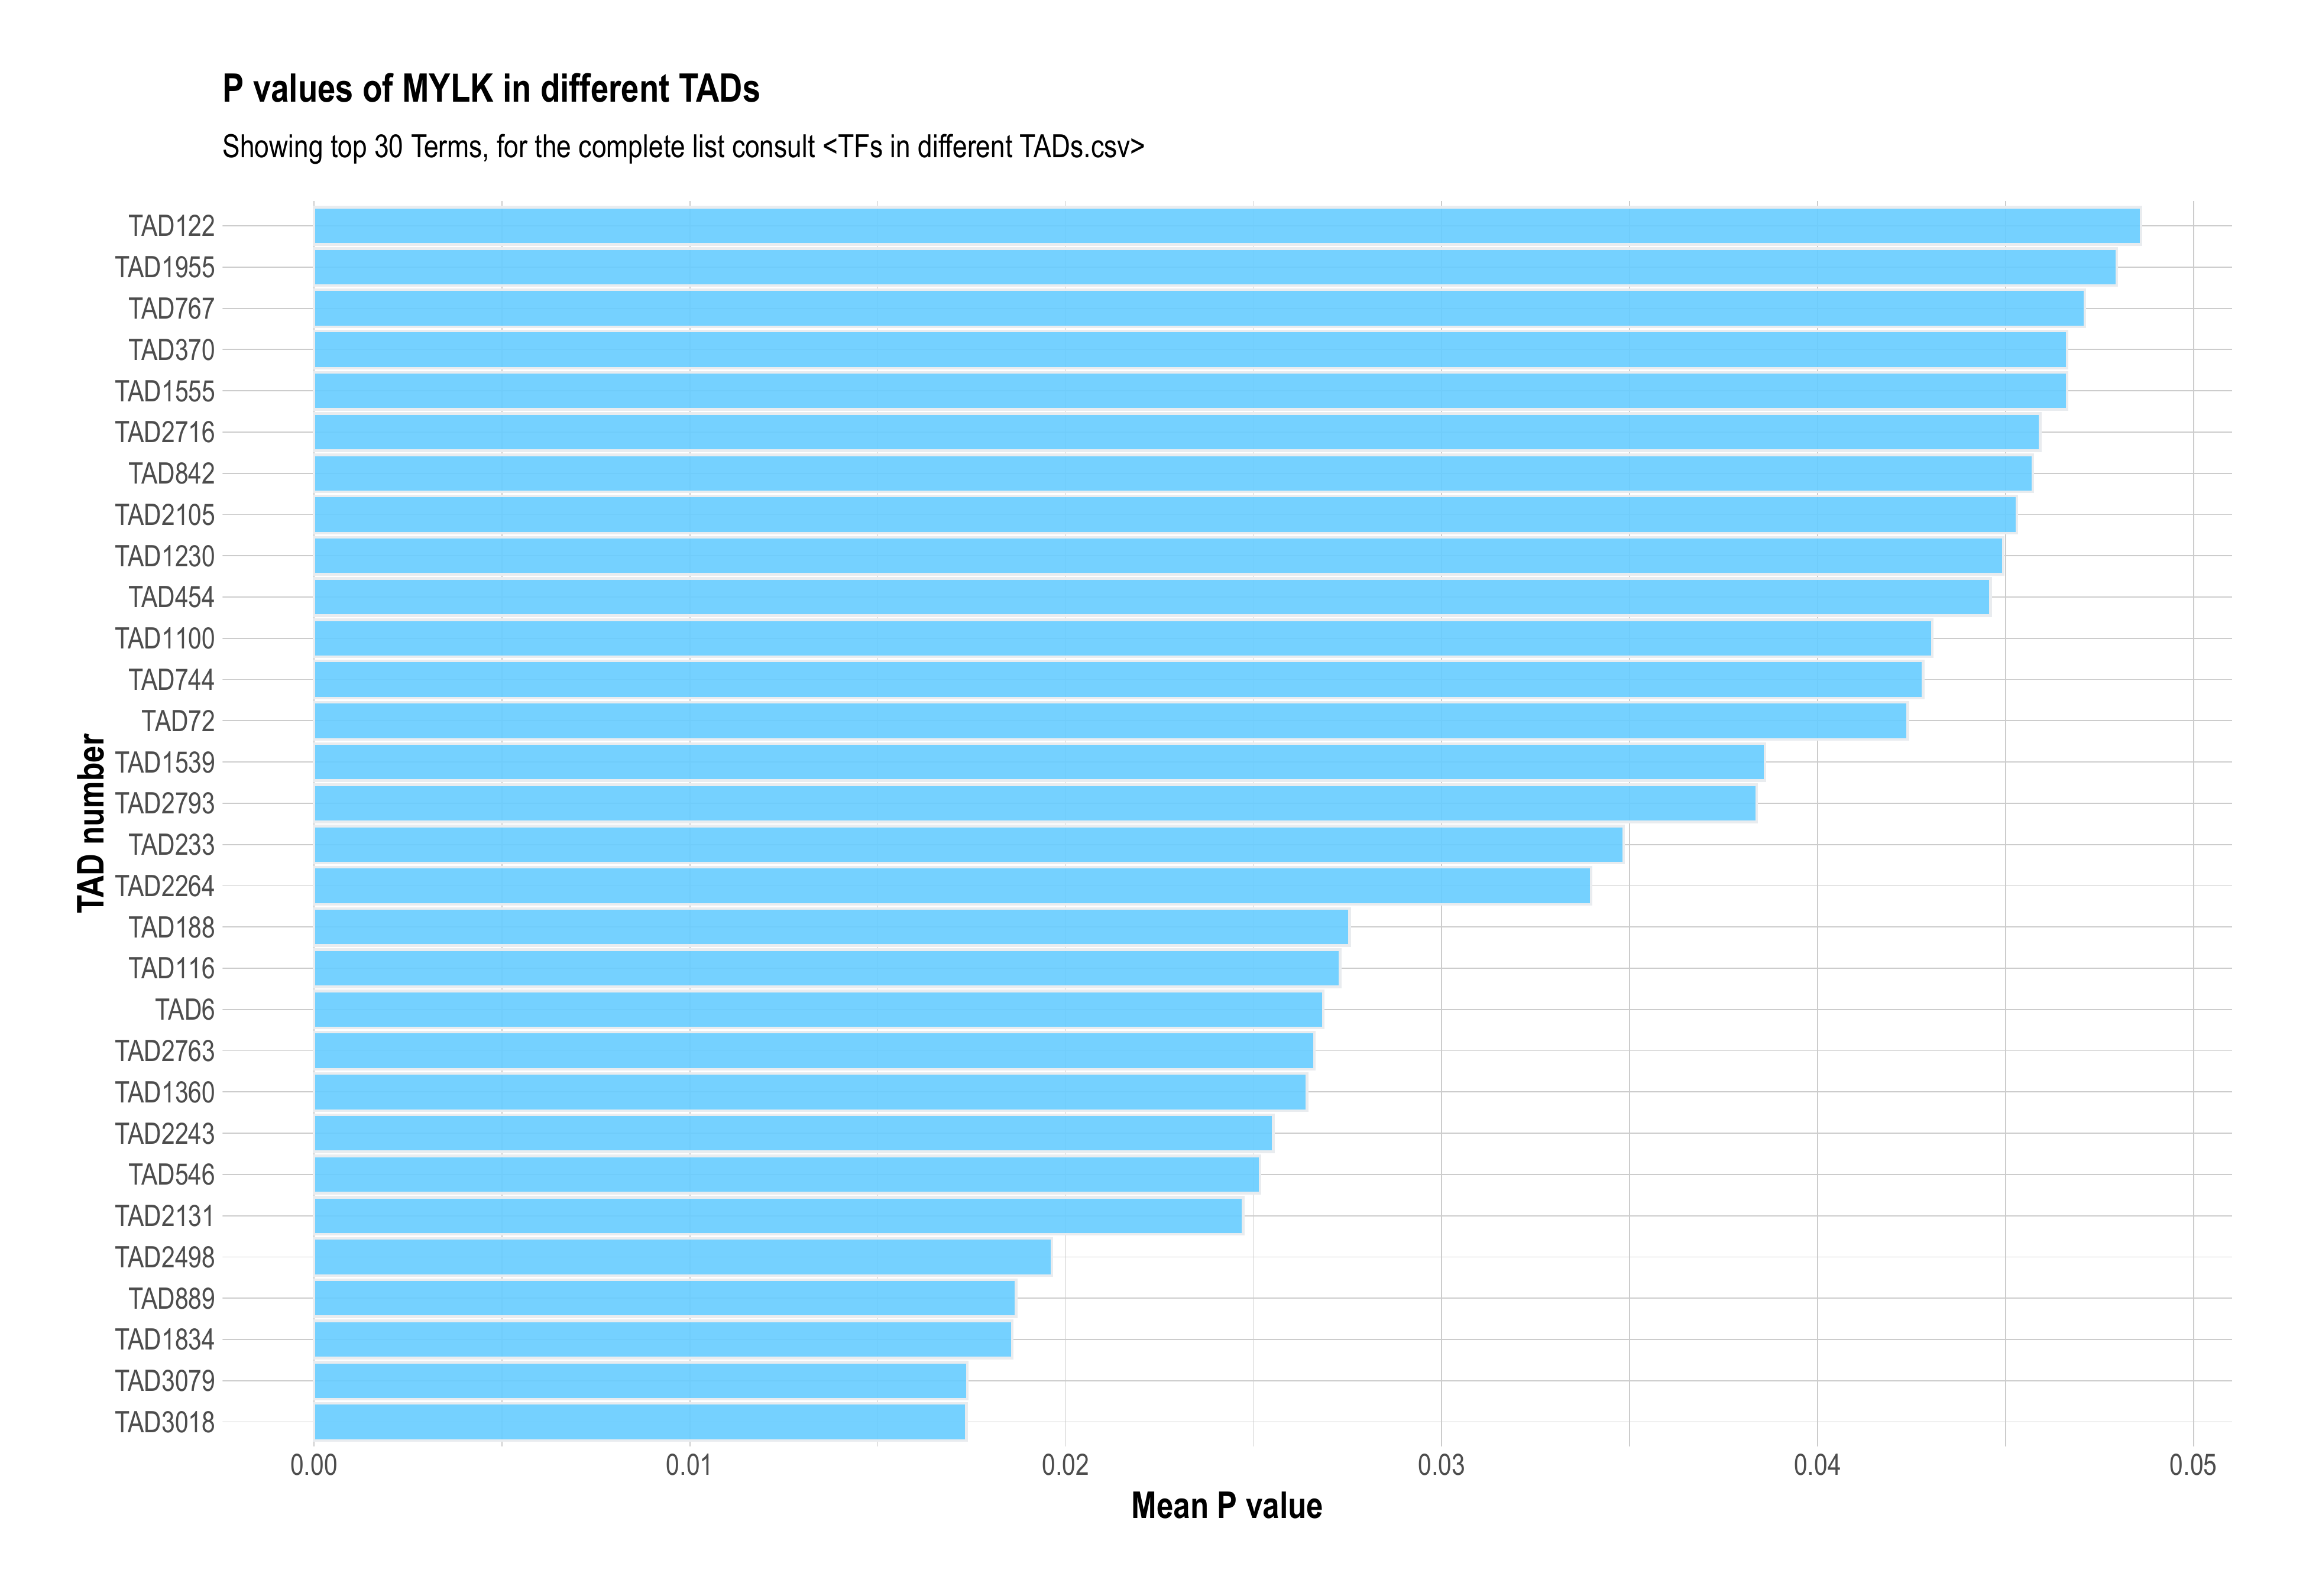 P values of MYLK in different TADs
Showing top 30 Terms, for the complete list consult <TFs in different TADs.csv>
TAD number
TAD122
TAD1955
TAD767
TAD370
TAD1555
TAD2716
TAD842
TAD2105
TAD1230
TAD454
TAD1100
TAD744
TAD72
TAD1539
TAD2793
TAD233
TAD2264
TAD188
TAD116
TAD6
TAD2763
TAD1360
TAD2243
TAD546
TAD2131
TAD2498
TAD889
TAD1834
TAD3079
TAD3018
0.00 0.01 0.02 0.03 0.04 0.05
Mean P value